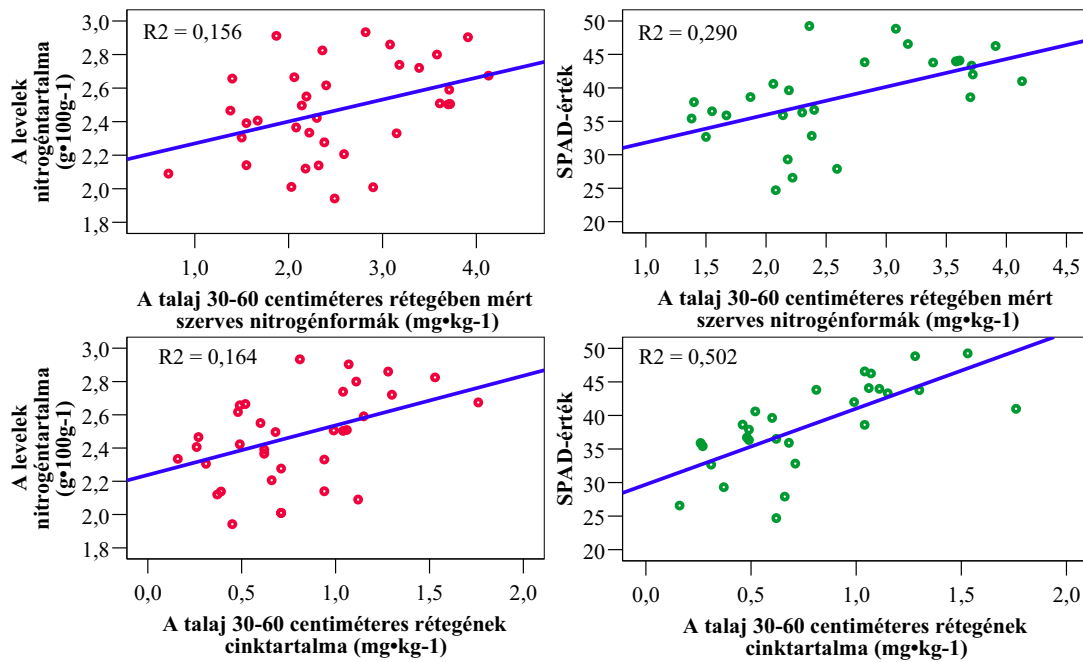 R2 = 0,156
A levelek
nitrogéntartalma
(g•100g-1)
3,0
2,8
2,6
2,4
2,2
2,0
1,8
1,0 2,0 3,0 4,0
A talaj 30-60 centiméteres rétegében mért
szerves nitrogénformák (mg•kg-1)
R2 = 0,290
SPAD-érték
50
45
40
35
30
25
20
1,0 1,5 2,0 2,5 3,0 3,5 4,0 4,5
A talaj 30-60 centiméteres rétegében mért
szerves nitrogénformák (mg•kg-1)
R2 = 0,164
A levelek
nitrogéntartalma
(g•100g-1)
3,0
2,8
2,6
2,4
2,2
2,0
1,8
0,0 0,5 1,0 1,5 2,0
A talaj 30-60 centiméteres rétegének
cinktartalma (mg•kg-1)
R2 = 0,502
SPAD-érték
50
45
40
35
30
25
20
0,0 0,5 1,0 1,5 2,0
A talaj 30-60 centiméteres rétegének
cinktartalma (mg•kg-1)